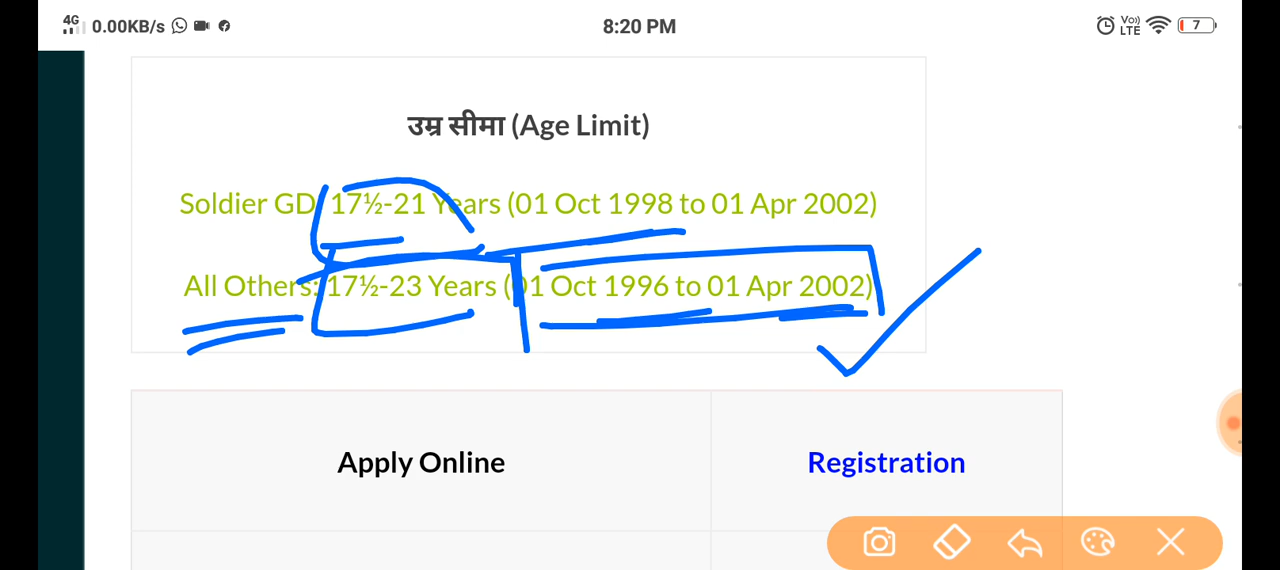 4G 0.00KB/s 8:20 PM Vo)) LTE 7
उम्र सीमा (Age Limit)
Soldier GD: 17½-21 Years (01 Oct 1998 to 01 Apr 2002)
All Others: 17½-23 Years (01 Oct 1996 to 01 Apr 2002)
Apply Online Registration